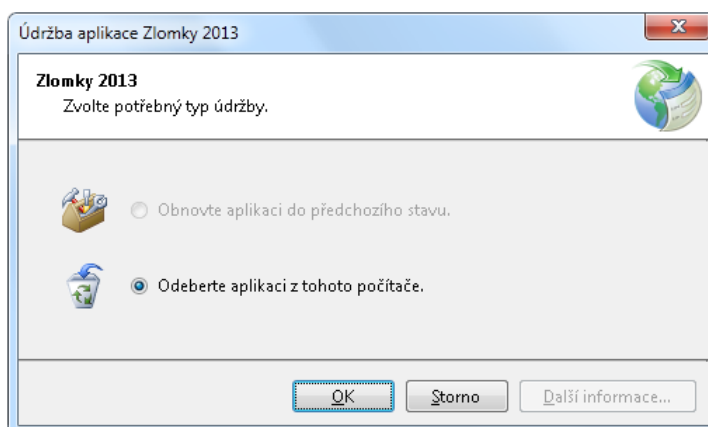 Údržba aplikace Zlomky 2013
Zlomky 2013
Zvolte potřebný typ údržby.
Obnovte aplikaci do předchozího stavu.
Odeberte aplikaci z tohoto počítače.
OK Storno Další informace...